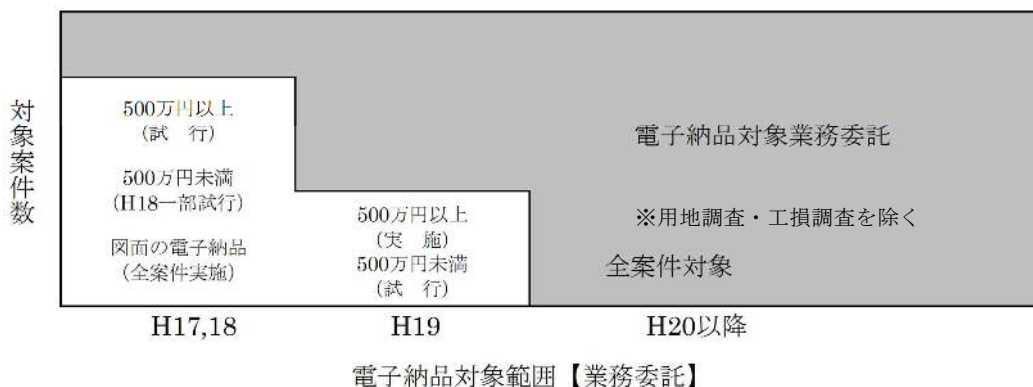 対象案件数
500万円以上
(試 行)
500万円未満
(H18一部試行)
図面の電子納品
(全案件実施)
500万円以上
(実 施)
500万円未満
(試 行)
電子納品対象業務委託
※用地調査・工損調査を除く
全案件対象
H17,18
H19
H20以降
電子納品対象範囲【業務委託】